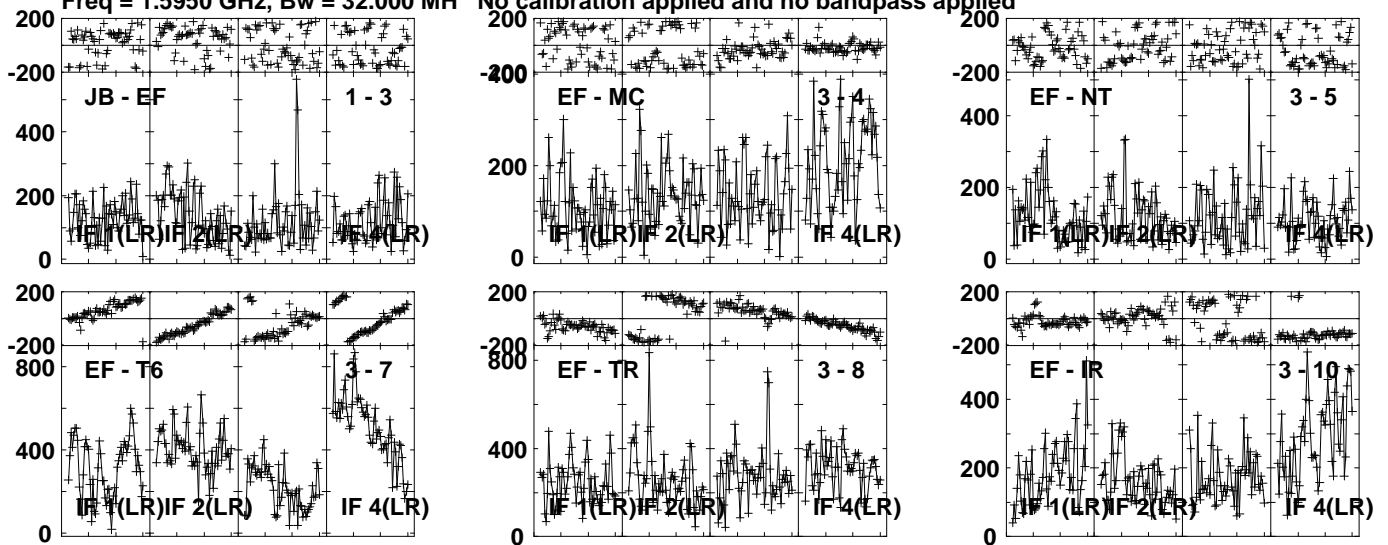 Freq = 1.5950 GHz, Bw = 32.000 MH No calibration applied and no bandpass applied
200
-200
JB - EF 1 - 3
400
200
0
IF 1(LR) IF 2(LR) IF 4(LR)
200
-200
400
EF - MC 3 - 4
200
0
IF 1(LR) IF 2(LR) IF 4(LR)
200
-200
EF - NT 3 - 5
400
200
0
IF 1(LR) IF 2(LR) IF 4(LR)
200
-200
800
EF - T6 3 - 7
400
0
IF 1(LR) IF 2(LR) IF 4(LR)
200
-200
800
EF - TR 3 - 8
600
400
200
0
IF 1(LR) IF 2(LR) IF 4(LR)
200
-200
EF - IR 3 - 10
400
200
0
IF 1(LR) IF 2(LR) IF 4(LR)